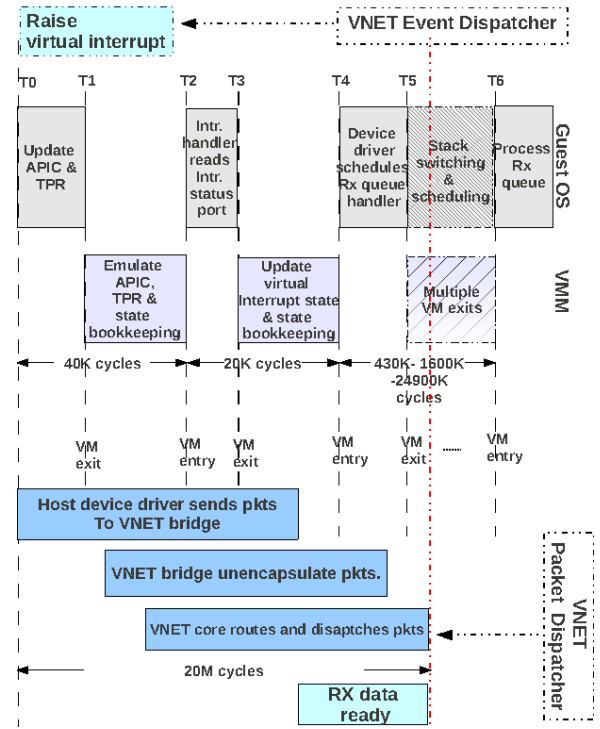 Raise
virtual interrupt
VNET Event Dispatcher
T0
T1
T2
T3
T4
T5
T6
Update
APIC &
TPR
Intr.
handler
reads
Intr.
status
port
Device
driver
schedules
Rx queue
handler
Stack
switching
&
scheduling
Process
Rx
queue
Guest OS
Emulate
APIC,
TPR &
state
bookkeeping
Update
virtual
Interrupt state
& state
bookkeeping
Multiple
VM exits
VMM
40K cycles
20K cycles
430K- 1600K
-24900K
cycles
VM
exit
VM
entry
VM
exit
VM
entry
VM
exit
......
VM
entry
Host device driver sends pkts
To VNET bridge
VNET bridge unencapsulate pkts.
VNET core routes and disaptches pkts
VNET
Packet Dispatcher
20M cycles
RX data
ready